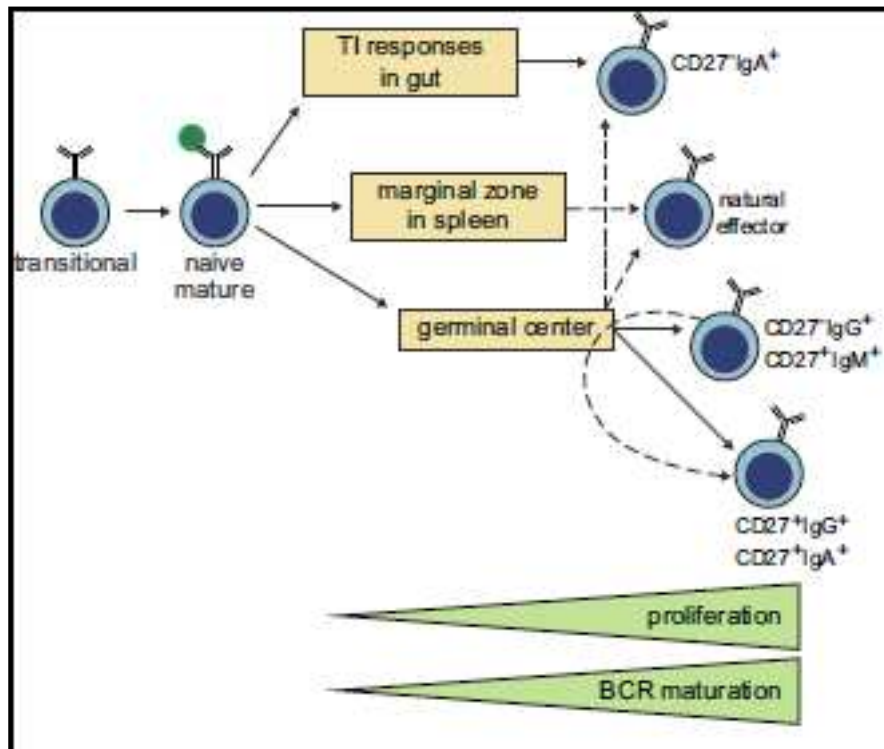 TI responses
in gut
CD27⁻IgA⁺
marginal zone
in spleen
natural
effector
transitional
naive
mature
germinal center
CD27⁻IgG⁺
CD27⁺IgM⁺
CD27⁺IgG⁺
CD27⁺IgA⁺
proliferation
BCR maturation